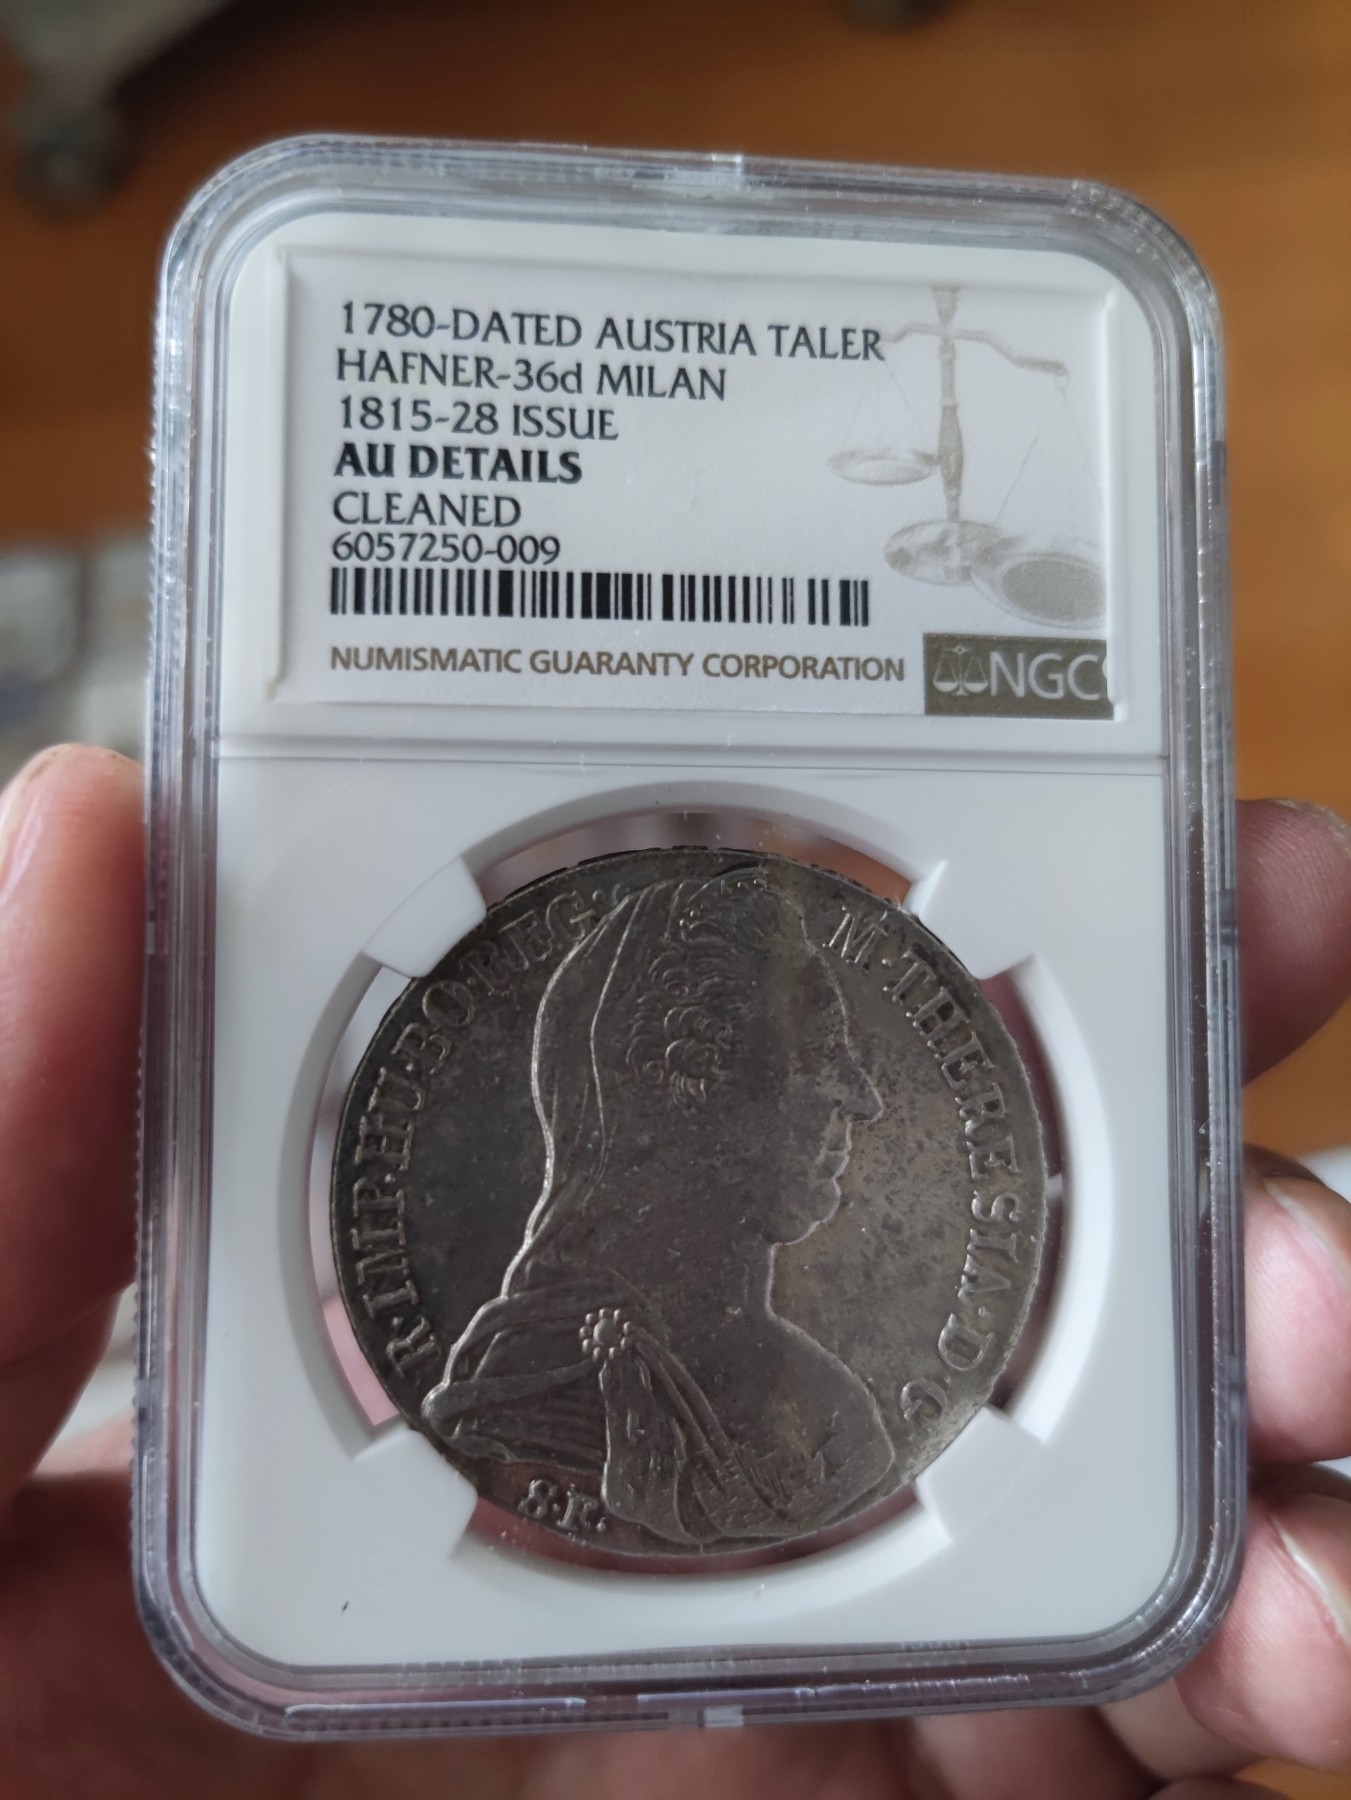 1780-DATED AUSTRIA TALER
HAFNER-36d MILAN
1815-28 ISSUE
AU DETAILS
CLEANED
6057250-009
NUMISMATIC GUARANTY CORPORATION
NGC
R·IMP·HU·BO·REG·
M·THERESIA·D·G·
S·F·